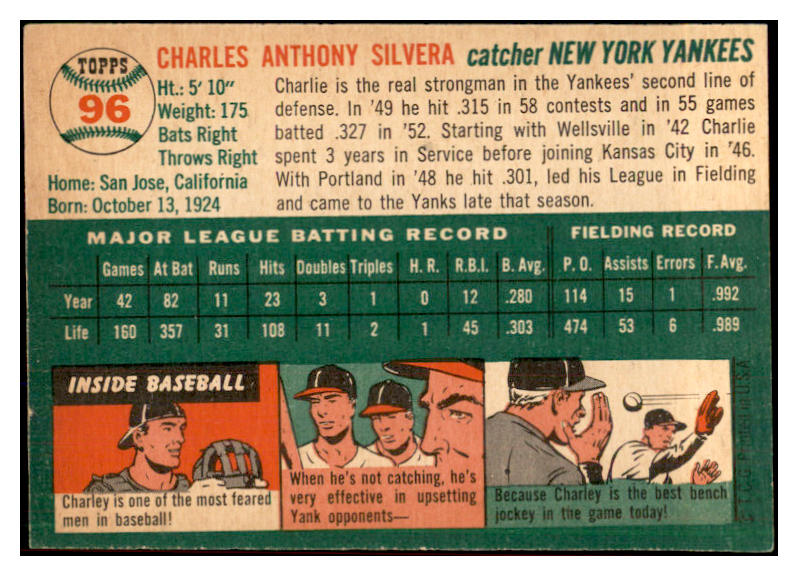 TOPPS
96
CHARLES ANTHONY SILVERA catcher NEW YORK YANKEES
Ht.: 5' 10"
Weight: 175
Bats Right
Throws Right
Home: San Jose, California
Born: October 13, 1924
Charlie is the real strongman in the Yankees' second line of
defense. In '49 he hit .315 in 58 contests and in 55 games
batted .327 in '52. Starting with Wellsville in '42 Charlie
spent 3 years in Service before joining Kansas City in '46.
With Portland in '48 he hit .301, led his League in Fielding
and came to the Yanks late that season.
MAJOR LEAGUE BATTING RECORD FIELDING RECORD
Games At Bat Runs Hits Doubles Triples H. R. R.B.I. B. Avg. P. O. Assists Errors F. Avg.
Year 42 82 11 23 3 1 0 12 .280 114 15 1 .992
Life 160 357 31 108 11 2 1 45 .303 474 53 6 .989
INSIDE BASEBALL
Charley is one of the most feared
men in baseball!
When he's not catching, he's
very effective in upsetting
Yank opponents—
Because Charley is the best bench
jockey in the game today!